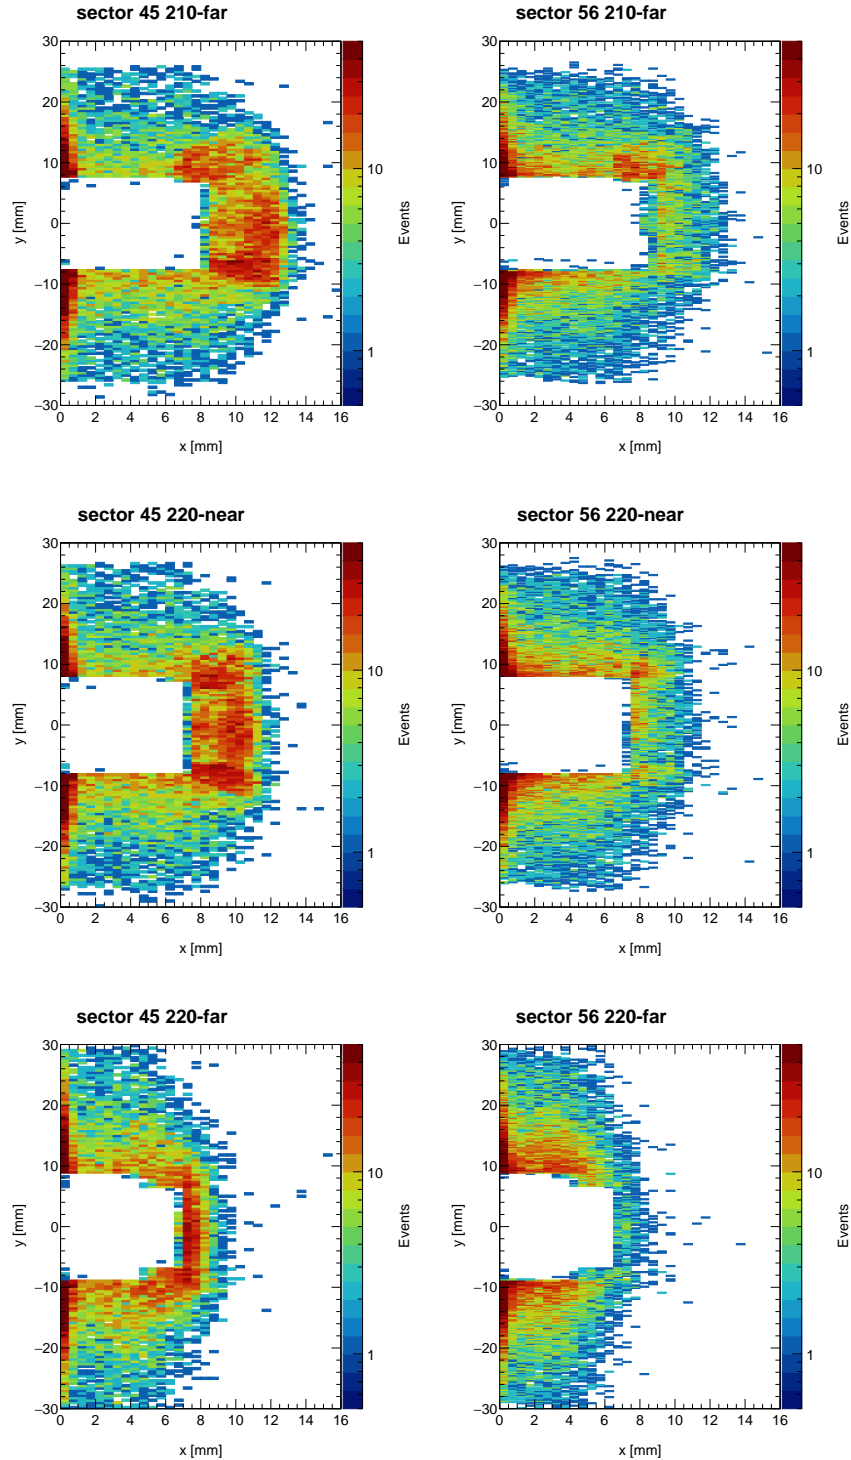 sector 45 210-far
sector 56 210-far
30
20
10
0
–10
–20
–30
y [mm]
0 2 4 6 8 10 12 14 16
x [mm]
10
1
Events
30
20
10
0
–10
–20
–30
y [mm]
0 2 4 6 8 10 12 14 16
x [mm]
10
1
Events
sector 45 220-near
sector 56 220-near
30
20
10
0
–10
–20
–30
y [mm]
0 2 4 6 8 10 12 14 16
x [mm]
10
1
Events
30
20
10
0
–10
–20
–30
y [mm]
0 2 4 6 8 10 12 14 16
x [mm]
10
1
Events
sector 45 220-far
sector 56 220-far
30
20
10
0
–10
–20
–30
y [mm]
0 2 4 6 8 10 12 14 16
x [mm]
10
1
Events
30
20
10
0
–10
–20
–30
y [mm]
0 2 4 6 8 10 12 14 16
x [mm]
10
1
Events